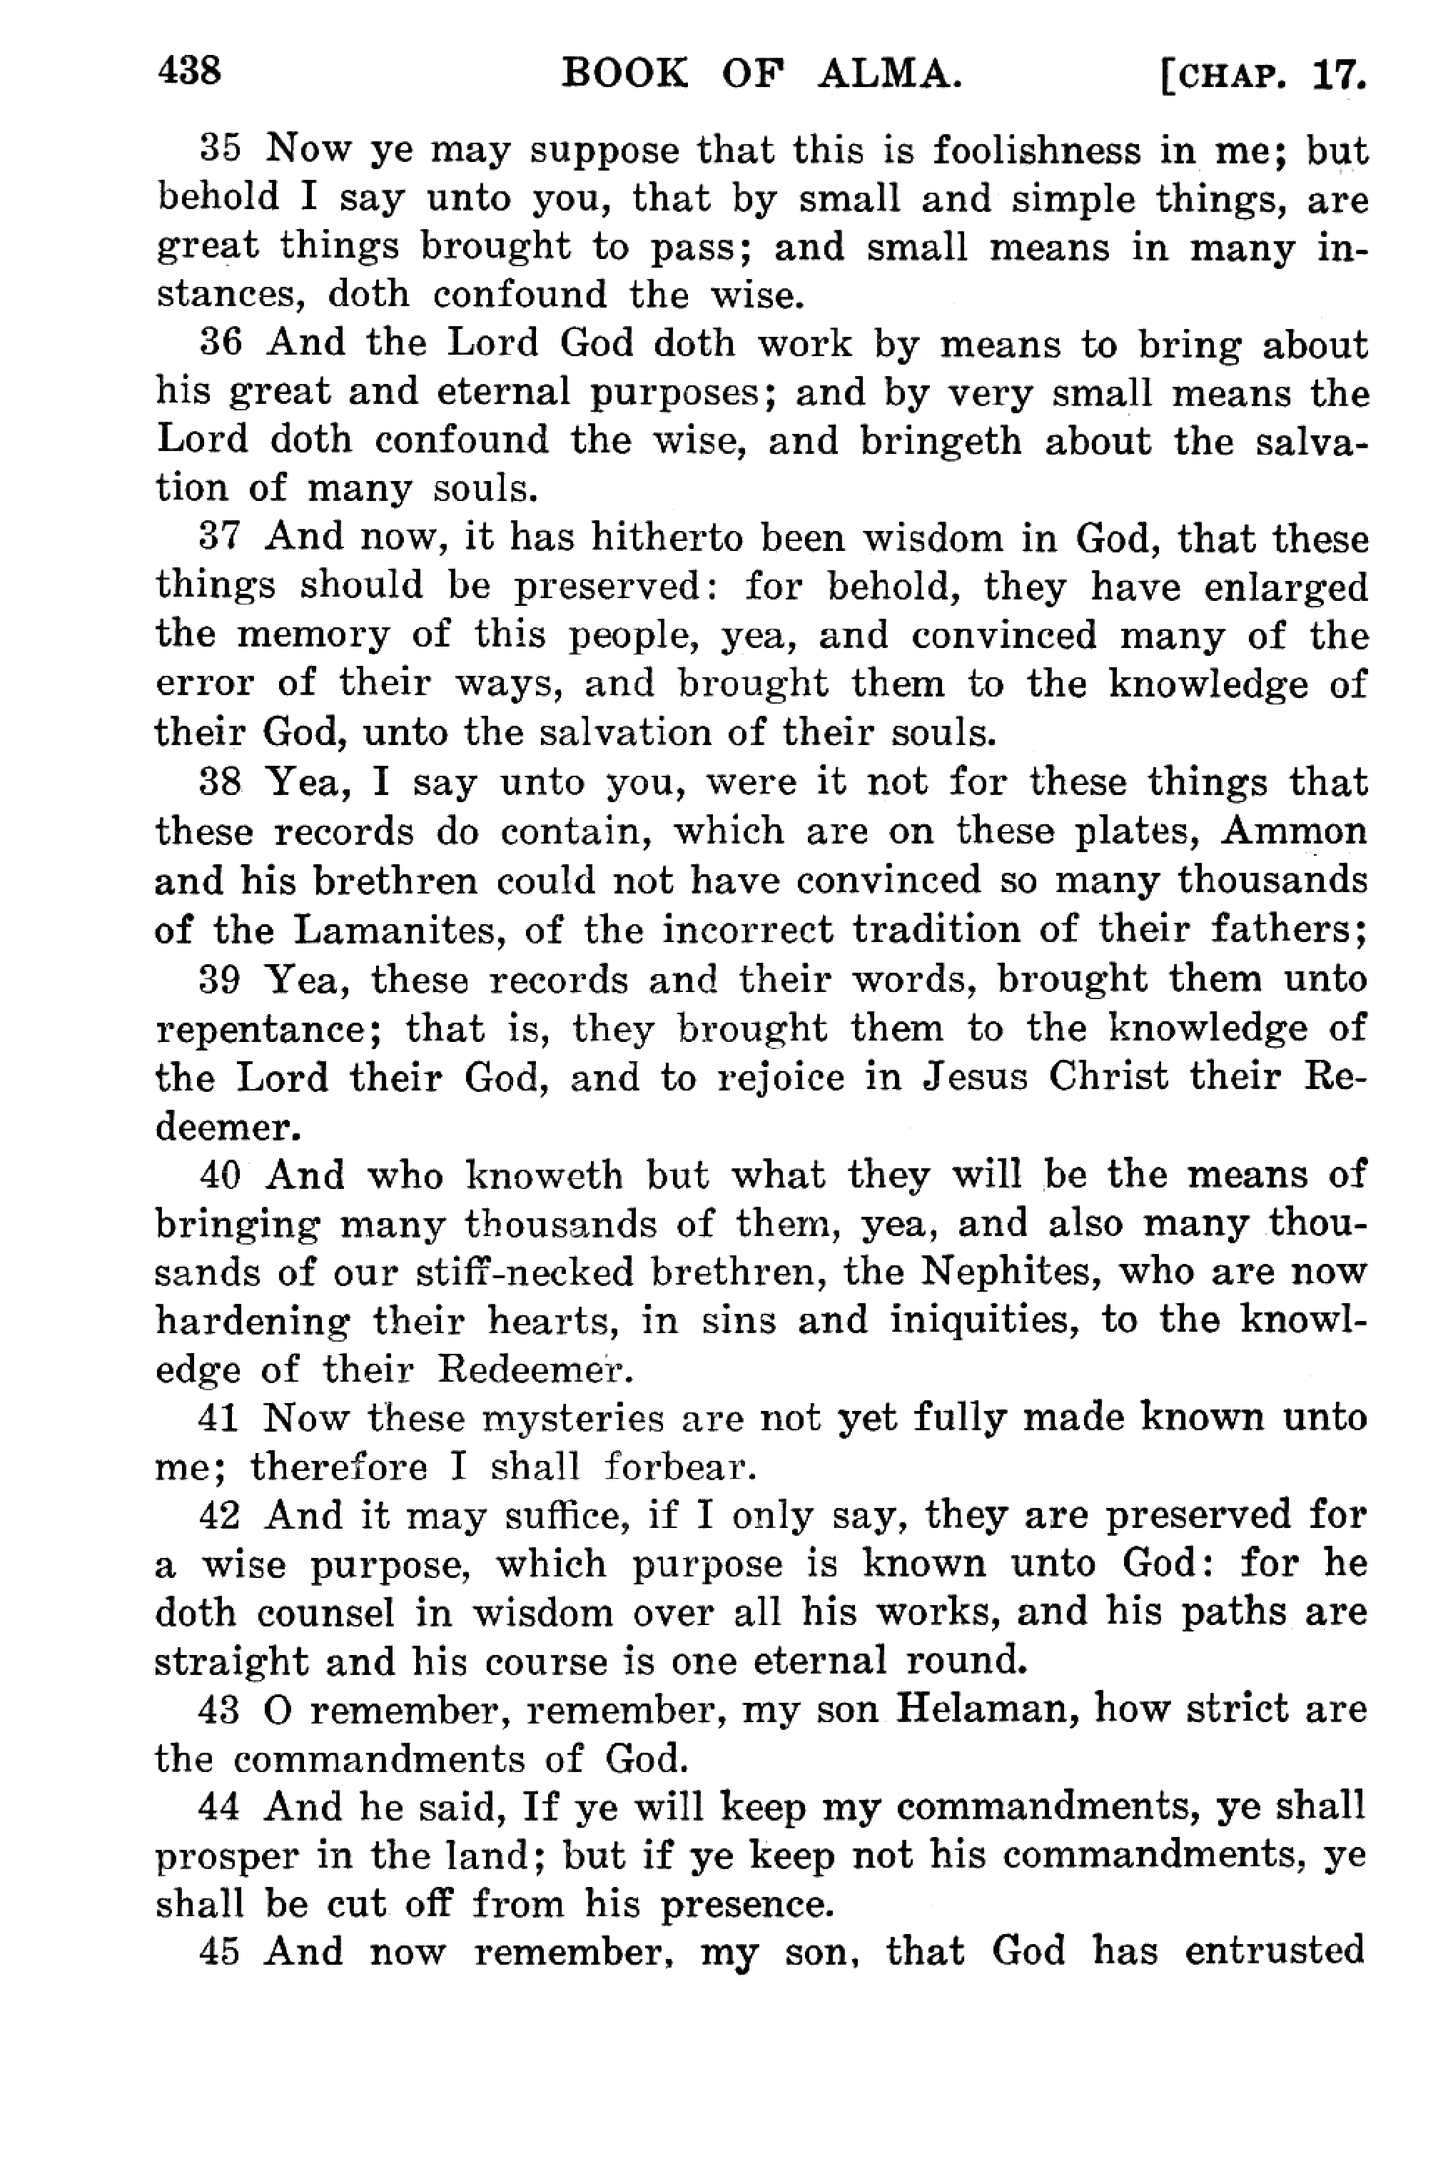 438 BOOK OF ALMA. [CHAP. 17.
35 Now ye may suppose that this is foolishness in me; but
behold I say unto you, that by small and simple things, are
great things brought to pass; and small means in many in-
stances, doth confound the wise.
36 And the Lord God doth work by means to bring about
his great and eternal purposes; and by very small means the
Lord doth confound the wise, and bringeth about the salva-
tion of many souls.
37 And now, it has hitherto been wisdom in God, that these
things should be preserved: for behold, they have enlarged
the memory of this people, yea, and convinced many of the
error of their ways, and brought them to the knowledge of
their God, unto the salvation of their souls.
38 Yea, I say unto you, were it not for these things that
these records do contain, which are on these plates, Ammon
and his brethren could not have convinced so many thousands
of the Lamanites, of the incorrect tradition of their fathers;
39 Yea, these records and their words, brought them unto
repentance; that is, they brought them to the knowledge of
the Lord their God, and to rejoice in Jesus Christ their Re-
deemer.
40 And who knoweth but what they will be the means of
bringing many thousands of them, yea, and also many thou-
sands of our stiff-necked brethren, the Nephites, who are now
hardening their hearts, in sins and iniquities, to the knowl-
edge of their Redeemer.
41 Now these mysteries are not yet fully made known unto
me; therefore I shall forbear.
42 And it may suffice, if I only say, they are preserved for
a wise purpose, which purpose is known unto God: for he
doth counsel in wisdom over all his works, and his paths are
straight and his course is one eternal round.
43 O remember, remember, my son Helaman, how strict are
the commandments of God.
44 And he said, If ye will keep my commandments, ye shall
prosper in the land; but if ye keep not his commandments, ye
shall be cut off from his presence.
45 And now remember, my son, that God has entrusted